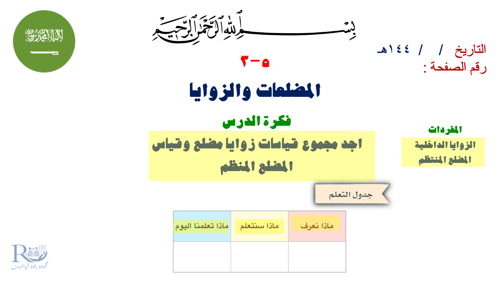 بسم الله الرحمن الرحيم
التاريخ / / ١٤٤هـ
رقم الصفحة :
٥-٣
المضلعات والزوايا
فكرة الدرس
اجد مجموع قياسات زوايا مضلع وقياس
المضلع المنظم
المفردات
الزوايا الداخلية
المضلع المنتظم
جدول التعلم
ماذا نعرف
ماذا سنتعلم
ماذا تعلمنا اليوم